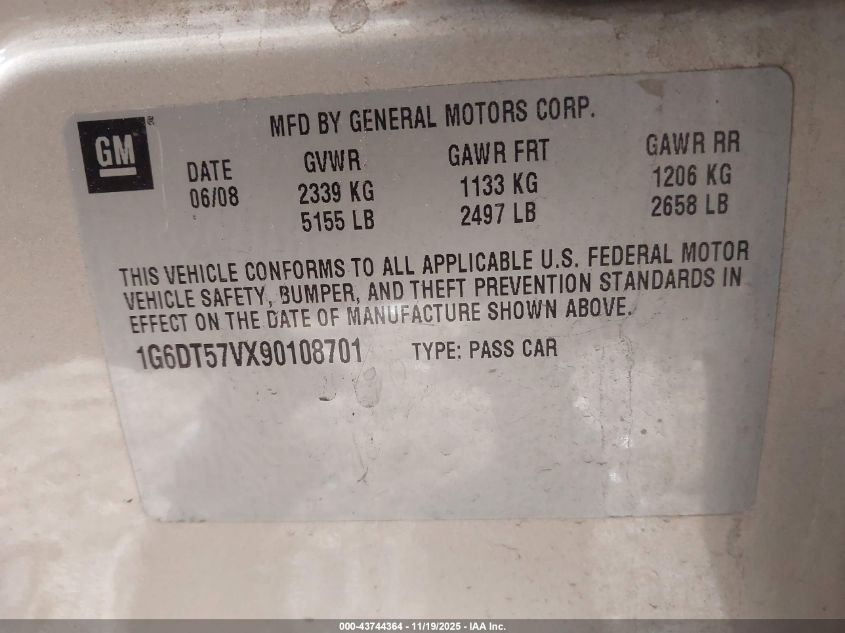 MFD BY GENERAL MOTORS CORP.
GM
®
DATE GVWR GAWR FRT GAWR RR
06/08 2339 KG 1133 KG 1206 KG
5155 LB 2497 LB 2658 LB
THIS VEHICLE CONFORMS TO ALL APPLICABLE U.S. FEDERAL MOTOR
VEHICLE SAFETY, BUMPER, AND THEFT PREVENTION STANDARDS IN
EFFECT ON THE DATE OF MANUFACTURE SHOWN ABOVE.
1G6DT57VX90108701 TYPE: PASS CAR
000-43744364 - 11/19/2025 - IAA Inc.